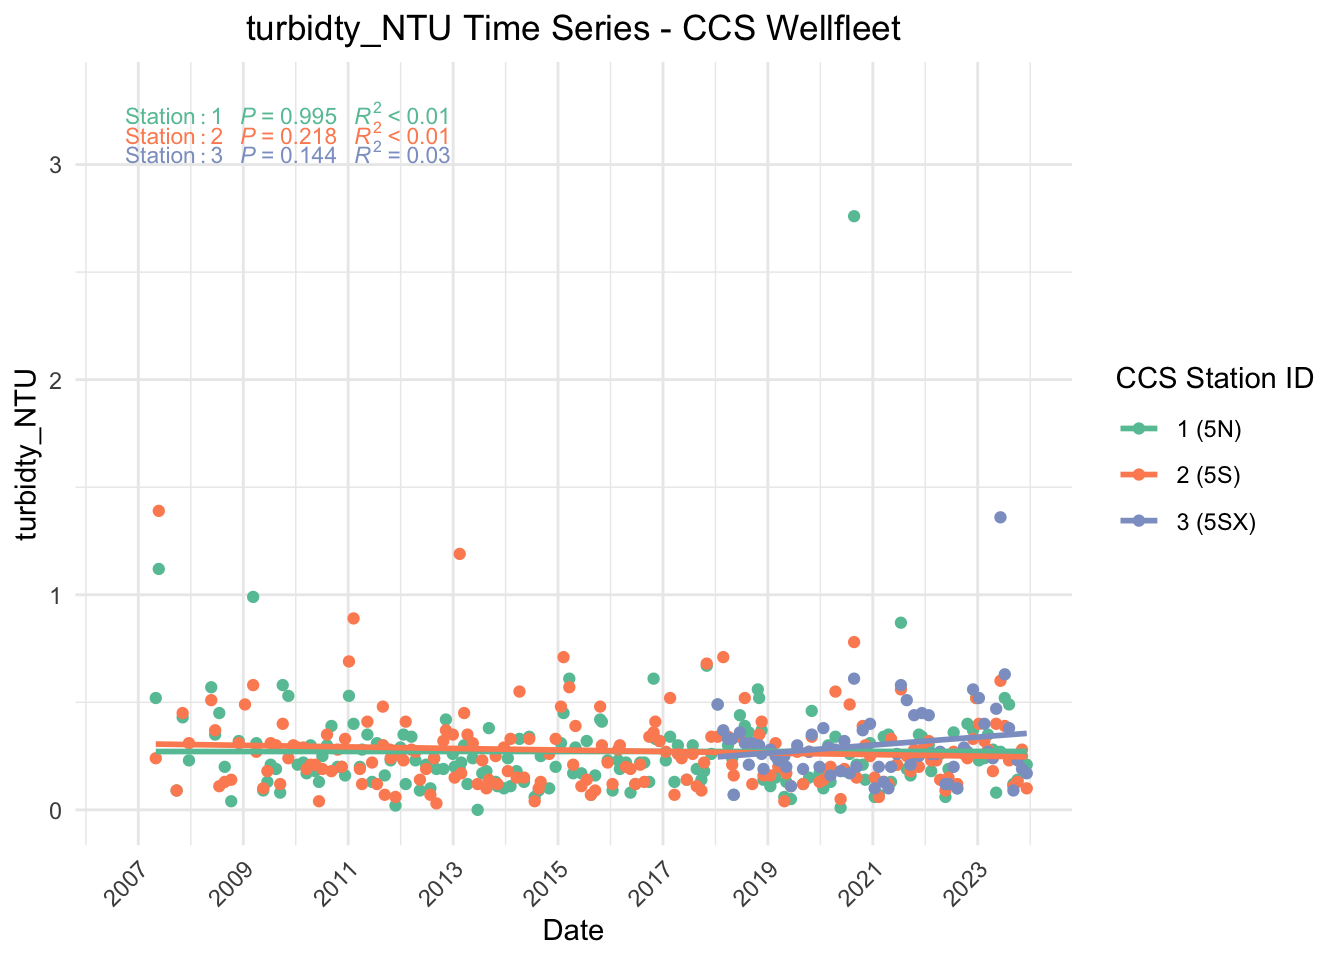 turbidty_NTU Time Series - CCS Wellfleet
Station : 1 P = 0.995 R² < 0.01
Station : 2 P = 0.218 R² < 0.01
Station : 3 P = 0.144 R² = 0.03
3
2
1
0
turbidty_NTU
2007 2009 2011 2013 2015 2017 2019 2021 2023
Date
CCS Station ID
1 (5N)
2 (5S)
3 (5SX)